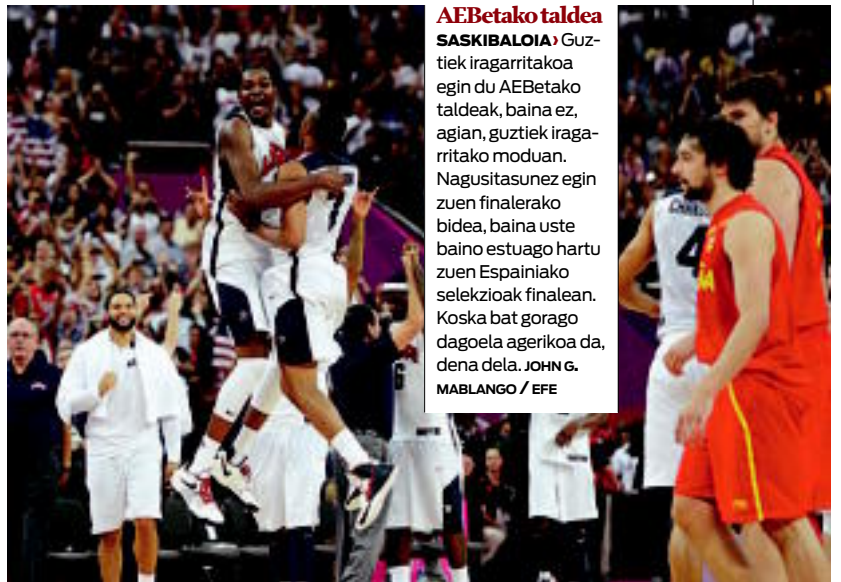 AEBetako taldea
SASKIBALOIA › Guz-
tiek iragarritakoa
egin du AEBetako
taldeak, baina ez,
agian, guztiek iraga-
rritako moduan.
Nagusitasunez egin
zuen finalerako
bidea, baina uste
baino estuago hartu
zuen Espainiako
selekzioak finalean.
Koska bat gorago
dagoela agerikoa da,
dena dela. JOHN G.
MABLANGO / EFE
7
4